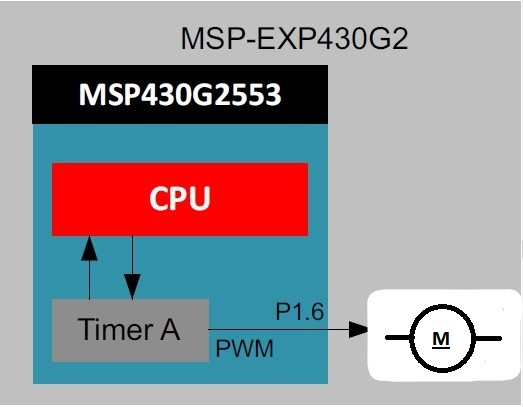 MSP-EXP430G2
MSP430G2553
CPU
P1.6
Timer A
PWM
M